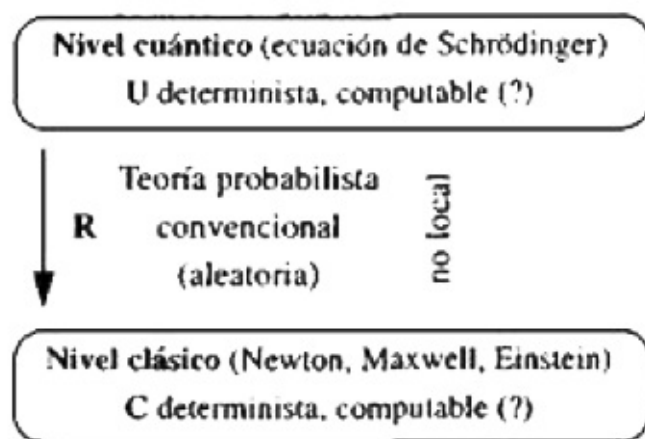 Nivel cuántico (ecuación de Schrödinger)
U determinista, computable (?)
Teoría probabilista
R convencional
(aleatoria)
no local
Nivel clásico (Newton, Maxwell, Einstein)
C determinista, computable (?)